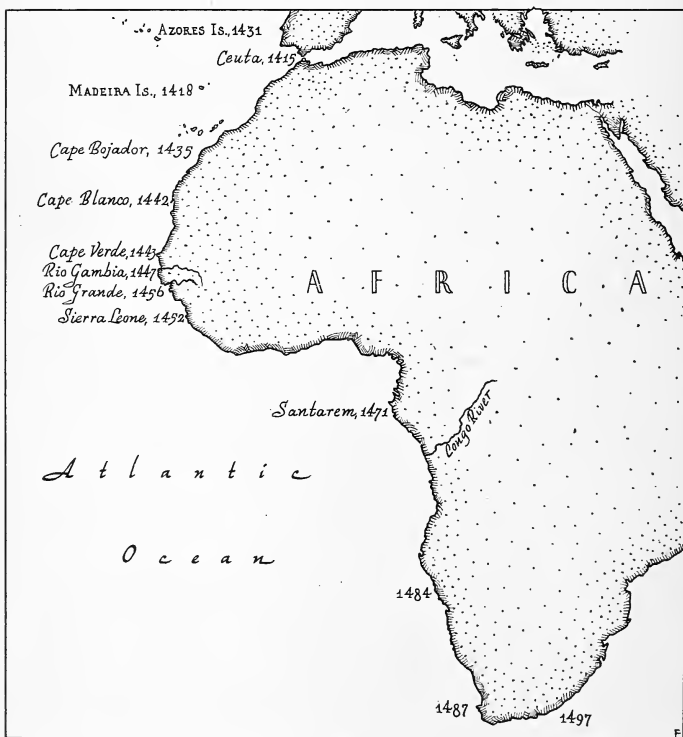 AZORES Is., 1431
Ceuta, 1415
MADEIRA Is., 1418
Cape Bojador, 1435
Cape Blanco, 1442
Cape Verde, 1443
Rio Gambia, 1447
Rio Grande, 1456
Sierra Leone, 1452
AFRICA
Santarem, 1471
Congo River
Atlantic
Ocean
1484
1487
1497
F